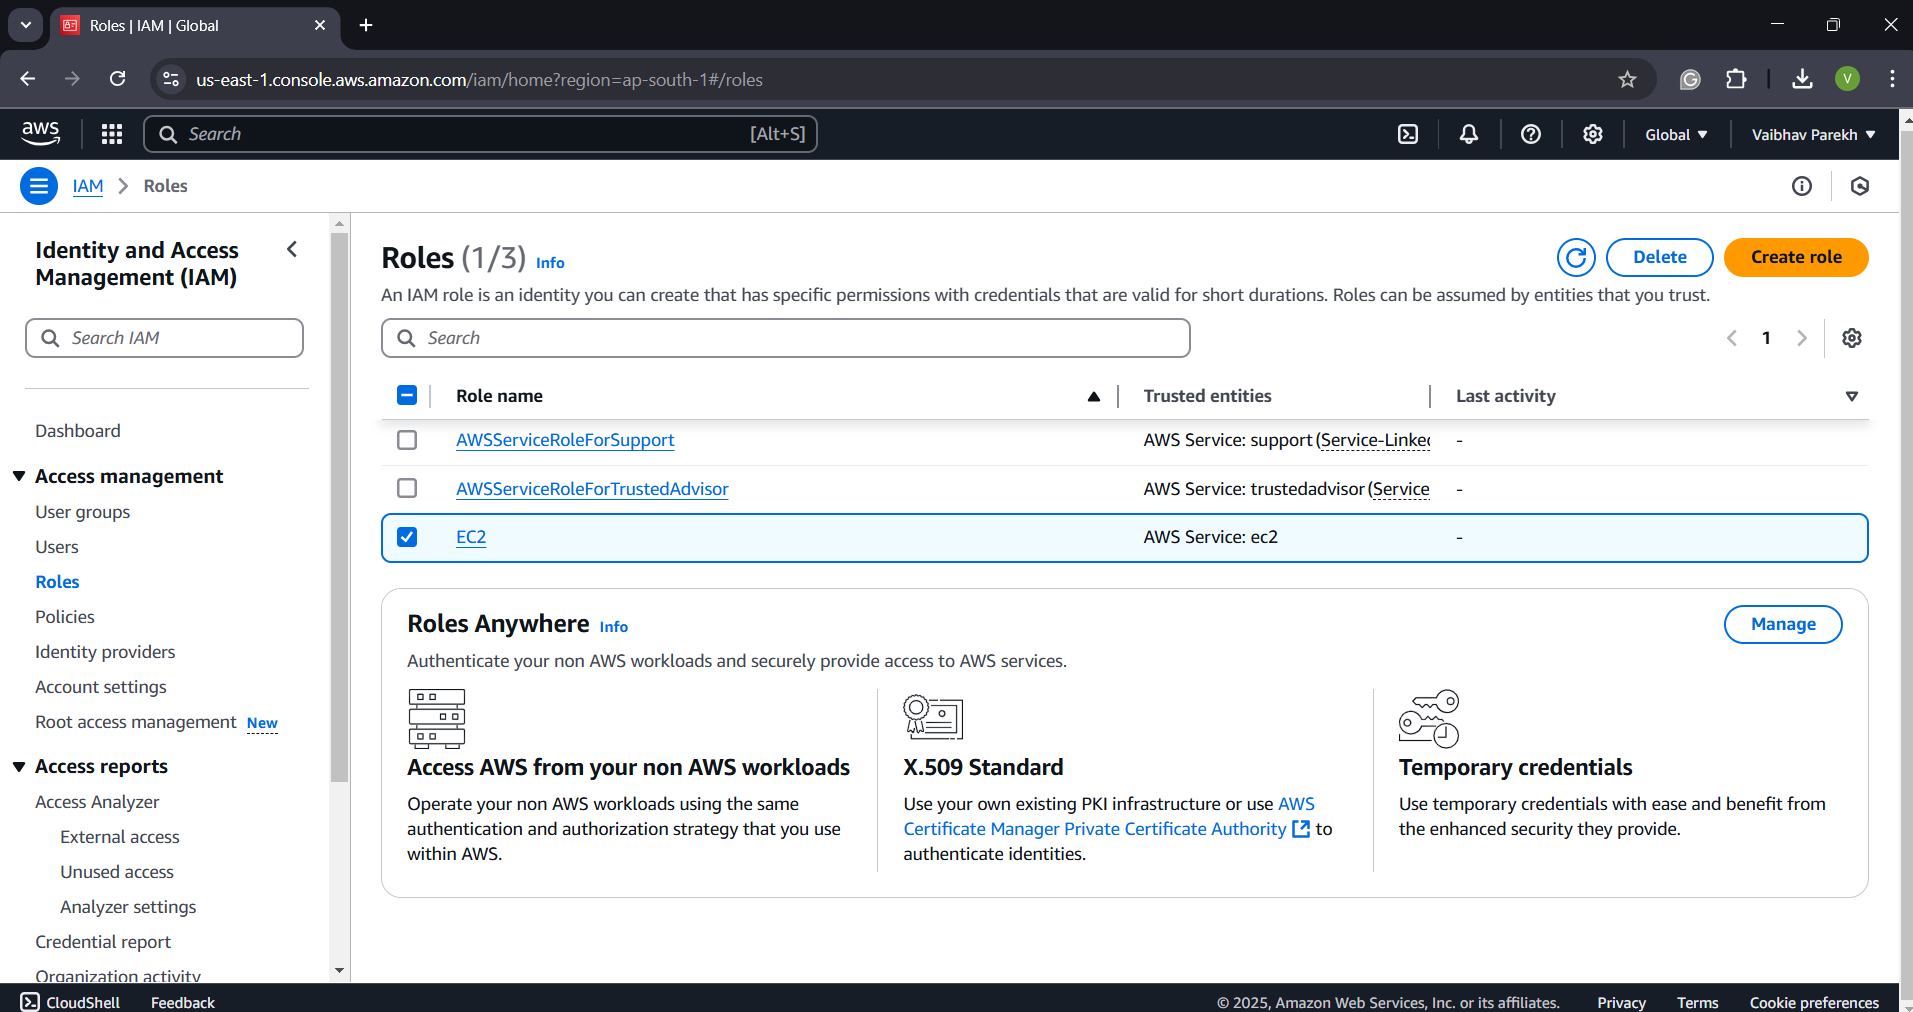 Roles | IAM | Global
us-east-1.console.aws.amazon.com/iam/home?region=ap-south-1#/roles
V
aws
Search
[Alt+S]
Global
Vaibhav Parekh
IAM
Roles
Identity and Access
Management (IAM)
Search IAM
Dashboard
Access management
User groups
Users
Roles
Policies
Identity providers
Account settings
Root access management New
Access reports
Access Analyzer
External access
Unused access
Analyzer settings
Credential report
Organization activity
Roles (1/3) Info
Delete
Create role
An IAM role is an identity you can create that has specific permissions with credentials that are valid for short durations. Roles can be assumed by entities that you trust.
Search
1
Role name
Trusted entities
Last activity
AWSServiceRoleForSupport
AWS Service: support (Service-Linked
-
AWSServiceRoleForTrustedAdvisor
AWS Service: trustedadvisor (Service
-
EC2
AWS Service: ec2
-
Roles Anywhere Info
Manage
Authenticate your non AWS workloads and securely provide access to AWS services.
Access AWS from your non AWS workloads
Operate your non AWS workloads using the same
authentication and authorization strategy that you use
within AWS.
X.509 Standard
Use your own existing PKI infrastructure or use AWS
Certificate Manager Private Certificate Authority to
authenticate identities.
Temporary credentials
Use temporary credentials with ease and benefit from
the enhanced security they provide.
CloudShell
Feedback
© 2025, Amazon Web Services, Inc. or its affiliates.
Privacy
Terms
Cookie preferences